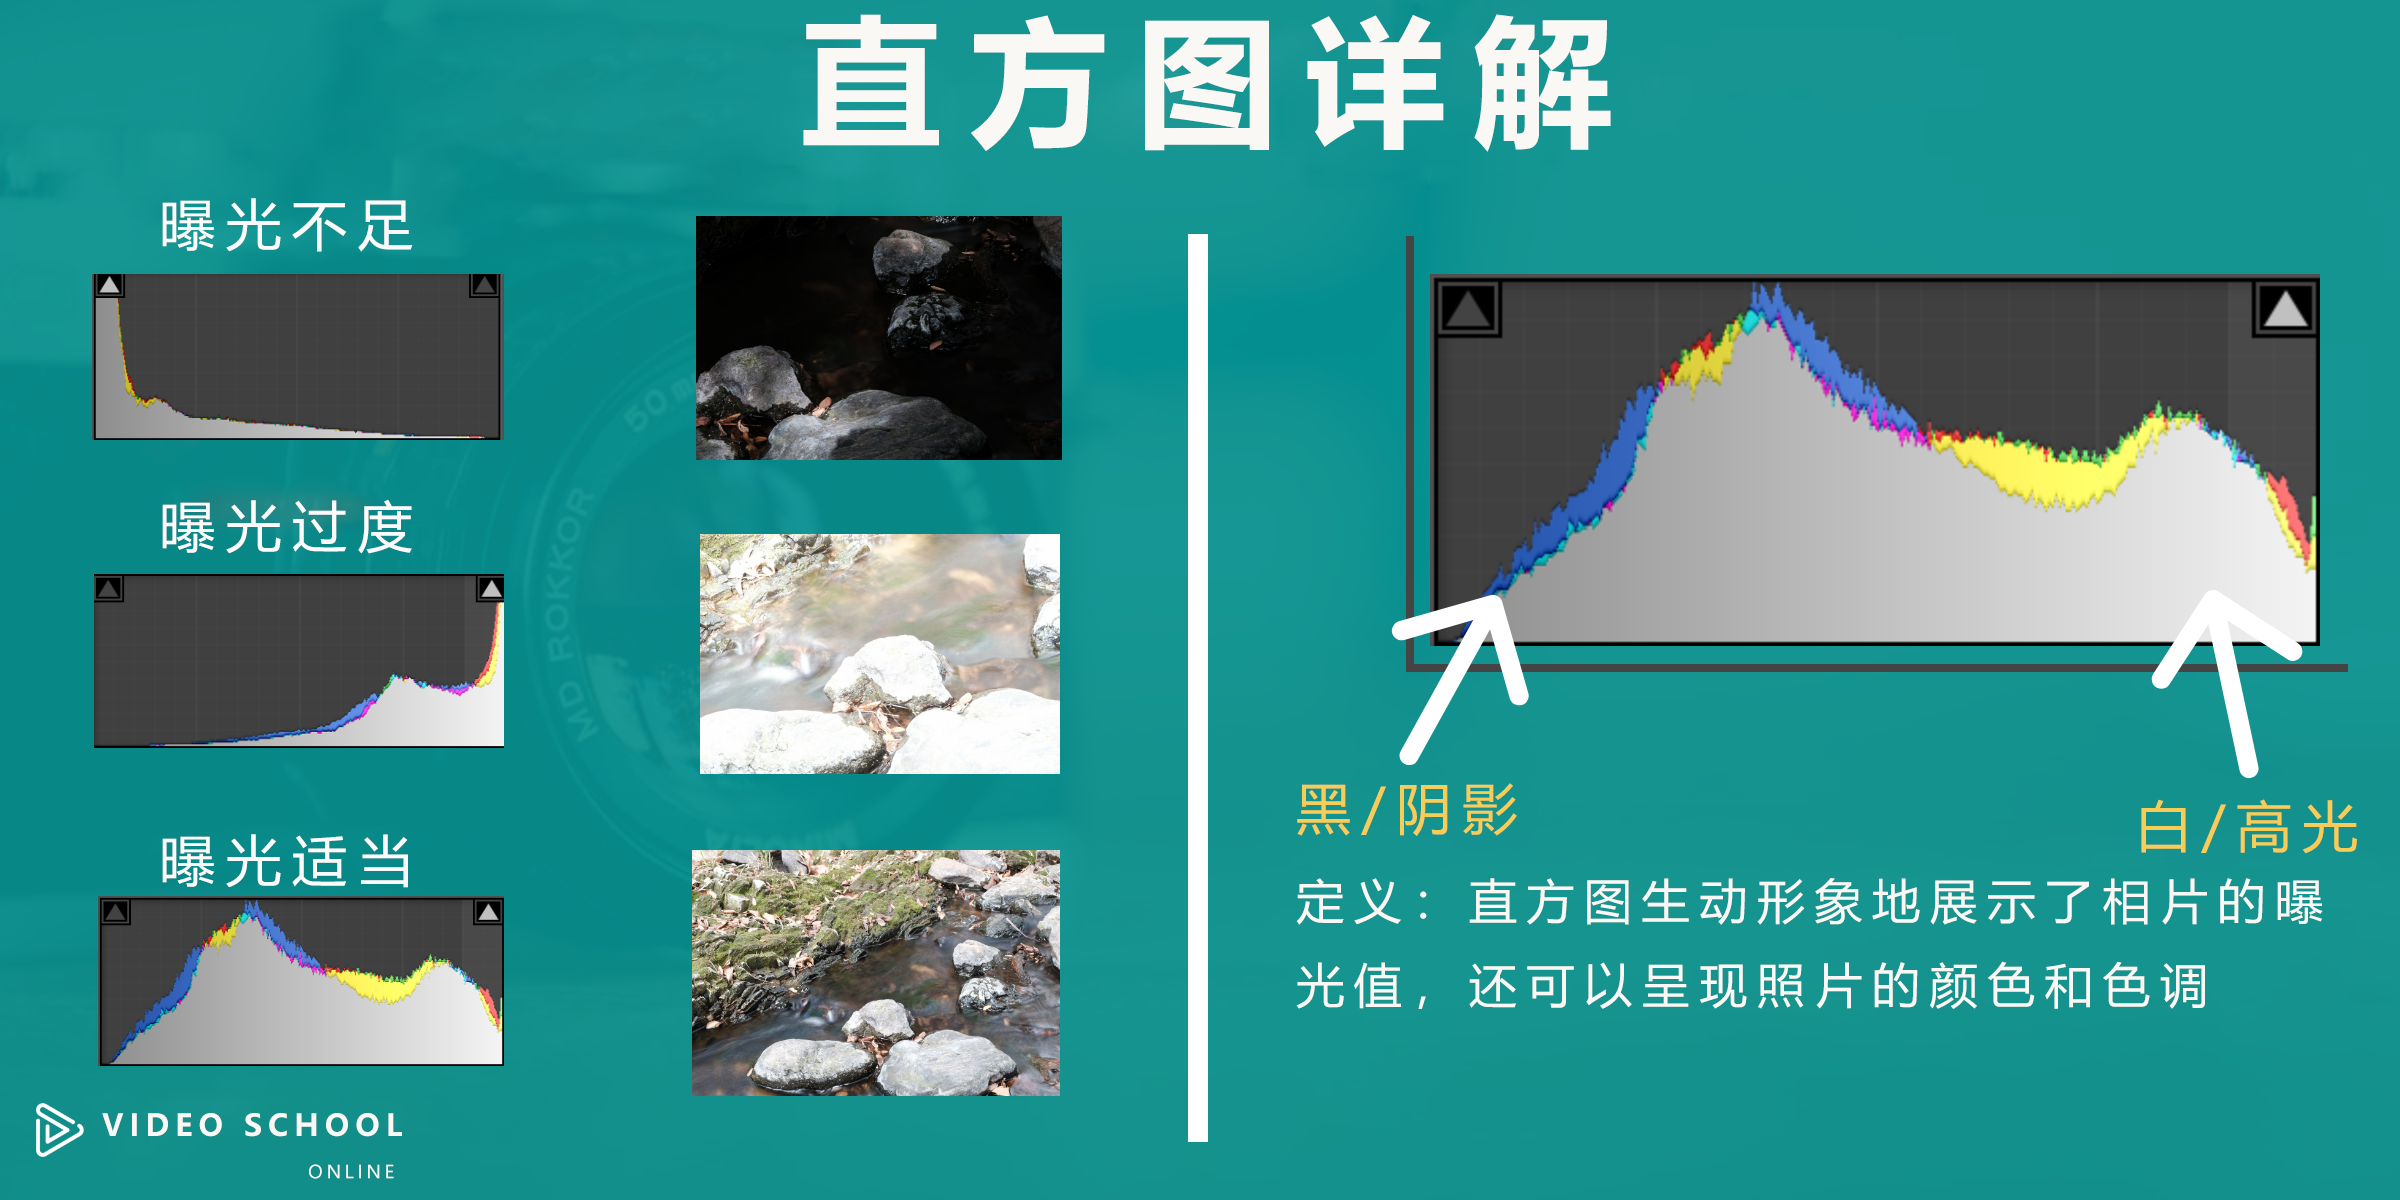 直方图详解
曝光不足
曝光过度
曝光适当
50 m
MD ROKKOR
黑/阴影
白/高光
定义：直方图生动形象地展示了相片的曝
光值，还可以呈现照片的颜色和色调
VIDEO SCHOOL
ONLINE